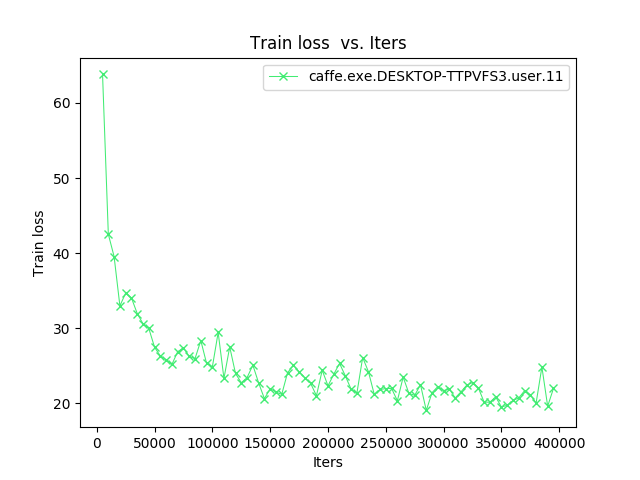 Train loss  vs. Iters
caffe.exe.DESKTOP-TTPVFS3.user.11
60
50
40
30
20
Train loss
0 50000 100000 150000 200000 250000 300000 350000 400000
Iters